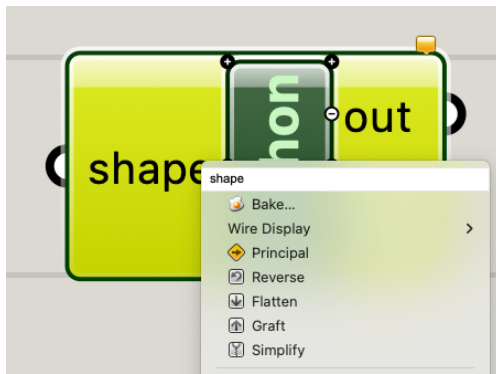 out
hon
shape
shape
Bake...
Wire Display
Principal
Reverse
Flatten
Graft
Simplify